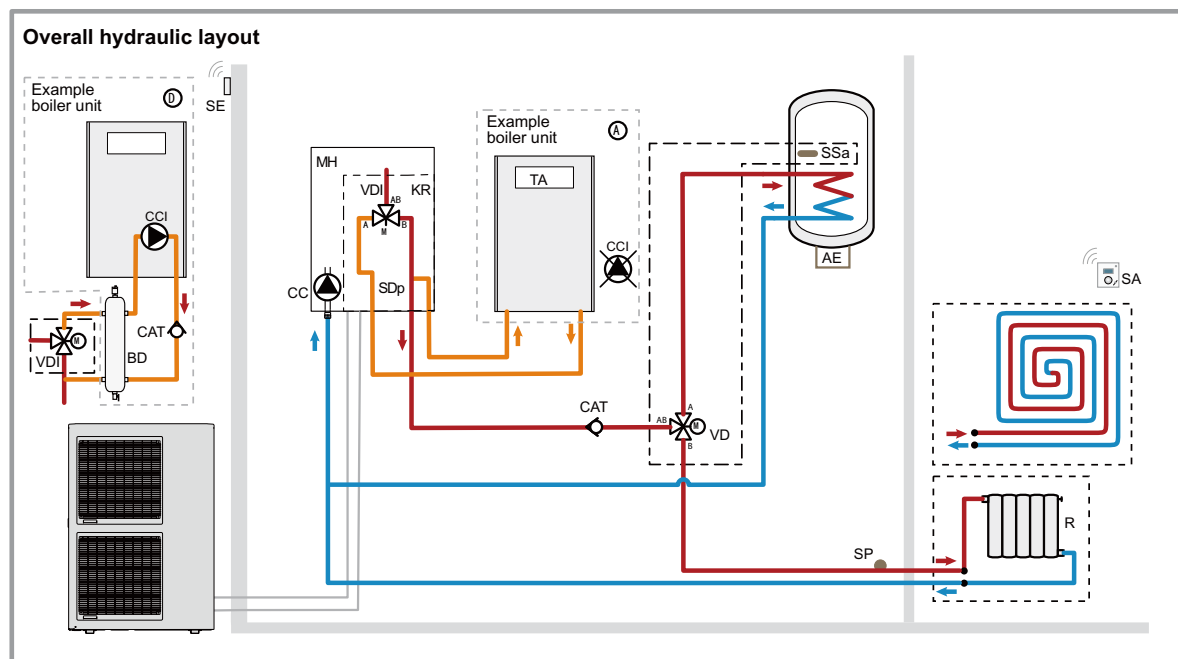 Overall hydraulic layout
Example
boiler unit
D
SE
CCI
CAT
VDI
M
BD
MH
VDI
KR
AB
A
B
M
SDp
CC
Example
boiler unit
A
TA
CCI
SSa
AE
CAT
A
AB
M
VD
B
SA
R
SP